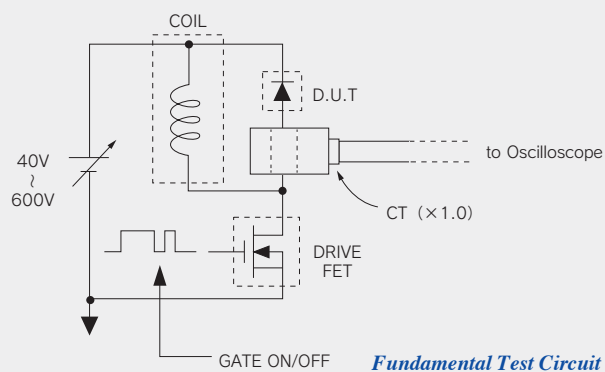 COIL
D.U.T
to Oscilloscope
40V
~
600V
CT (×1.0)
DRIVE
FET
GATE ON/OFF
Fundamental Test Circuit